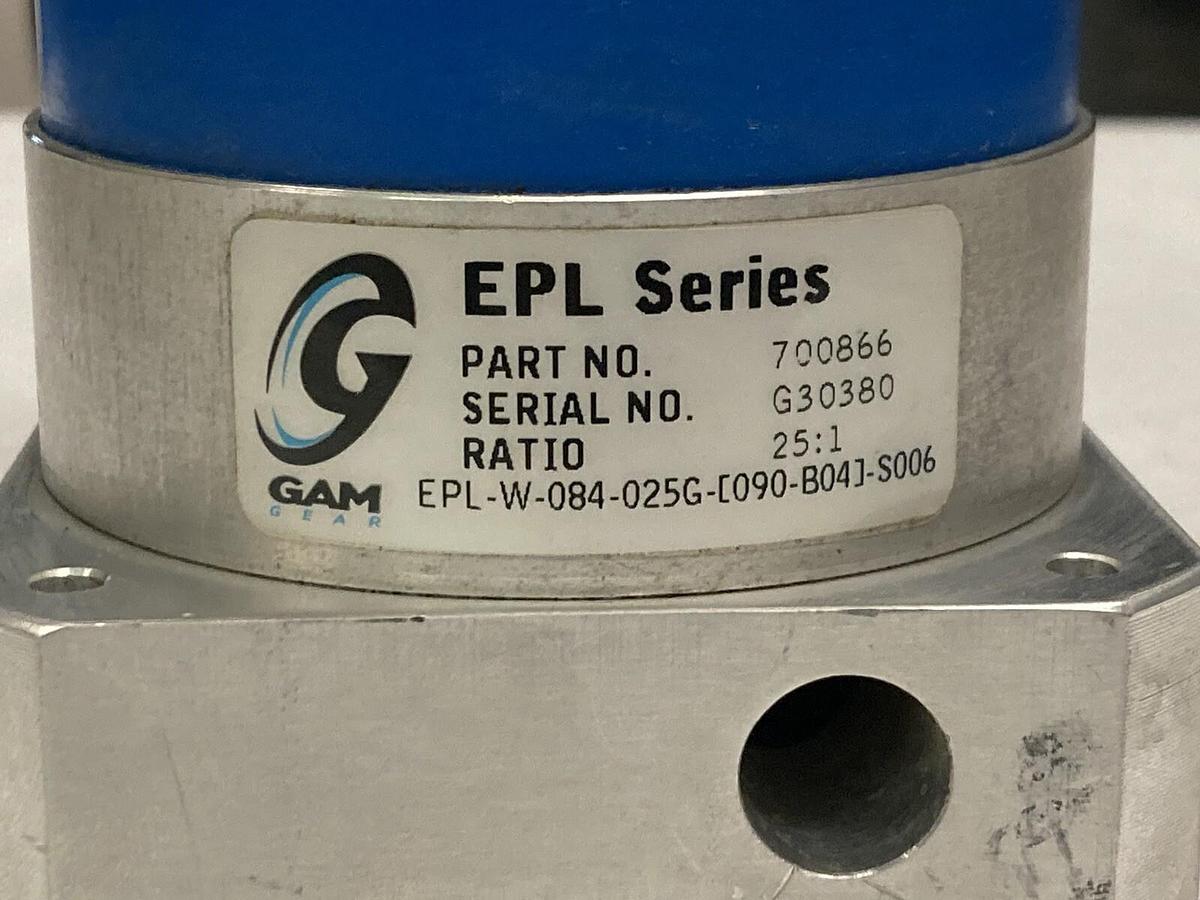 EPL Series
PART NO. 700866
SERIAL NO. G30380
RATIO 25:1
EPL-W-084-025G-[090-B04]-S006
GAM
GEAR